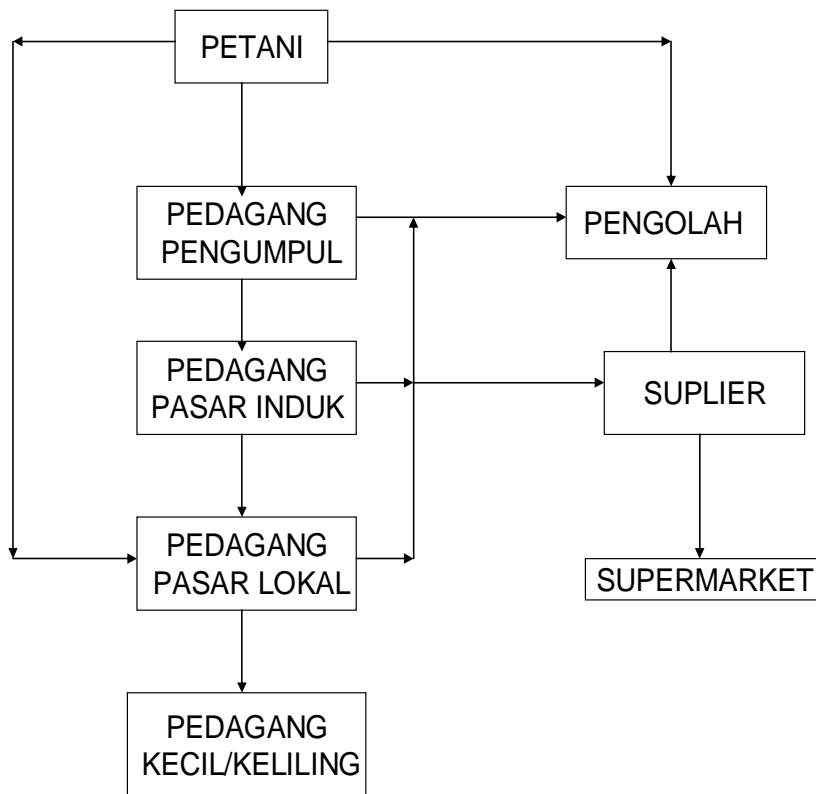 PETANI
PEDAGANG
PENGUMPUL
PENGOLAH
PEDAGANG
PASAR INDUK
SUPLIER
PEDAGANG
PASAR LOKAL
SUPERMARKET
PEDAGANG
KECIL/KELILING